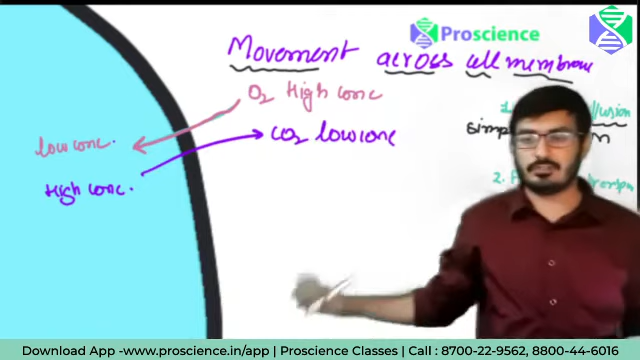 Proscience
Movement across cell membrane
O2 High conc
low conc.
CO2 low conc
High conc.
1.
simp
2.
Download App -www.proscience.in/app | Proscience Classes | Call : 8700-22-9562, 8800-44-6016